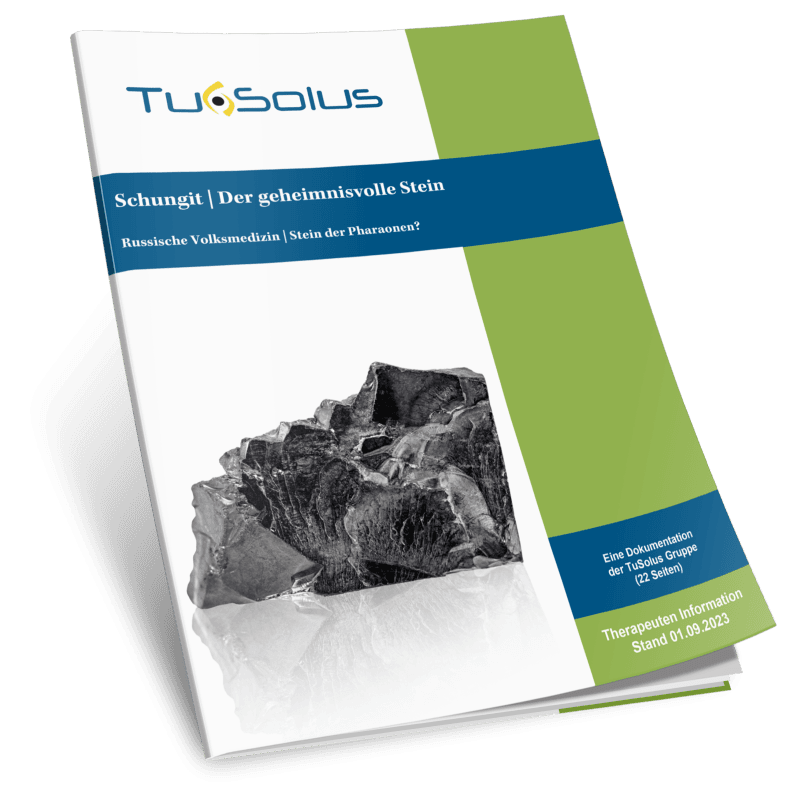 TuSolus
Schungit | Der geheimnisvolle Stein
Russische Volksmedizin | Stein der Pharaonen?
Eine Dokumentation
der TuSolus Gruppe
(22 Seiten)
Therapeuten Information
Stand 01.09.2023